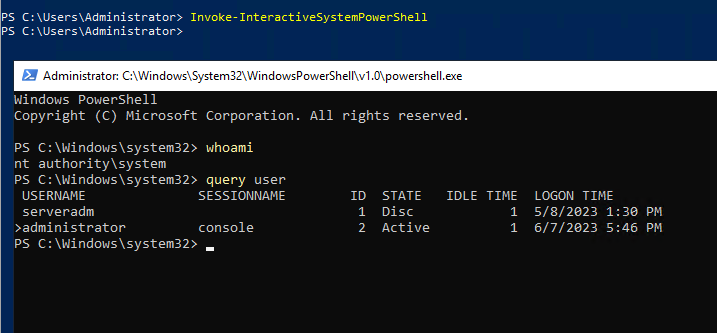 PS C:\Users\Administrator> Invoke-InteractiveSystemPowerShell
PS C:\Users\Administrator>
Administrator: C:\Windows\System32\WindowsPowerShell\v1.0\powershell.exe
Windows PowerShell
Copyright (C) Microsoft Corporation. All rights reserved.
PS C:\Windows\system32> whoami
nt authority\system
PS C:\Windows\system32> query user
 USERNAME              SESSIONNAME        ID  STATE   IDLE TIME  LOGON TIME
 serveradm                                 1  Disc            1  5/8/2023 1:30 PM
>administrator         console             2  Active          1  6/7/2023 5:46 PM
PS C:\Windows\system32>